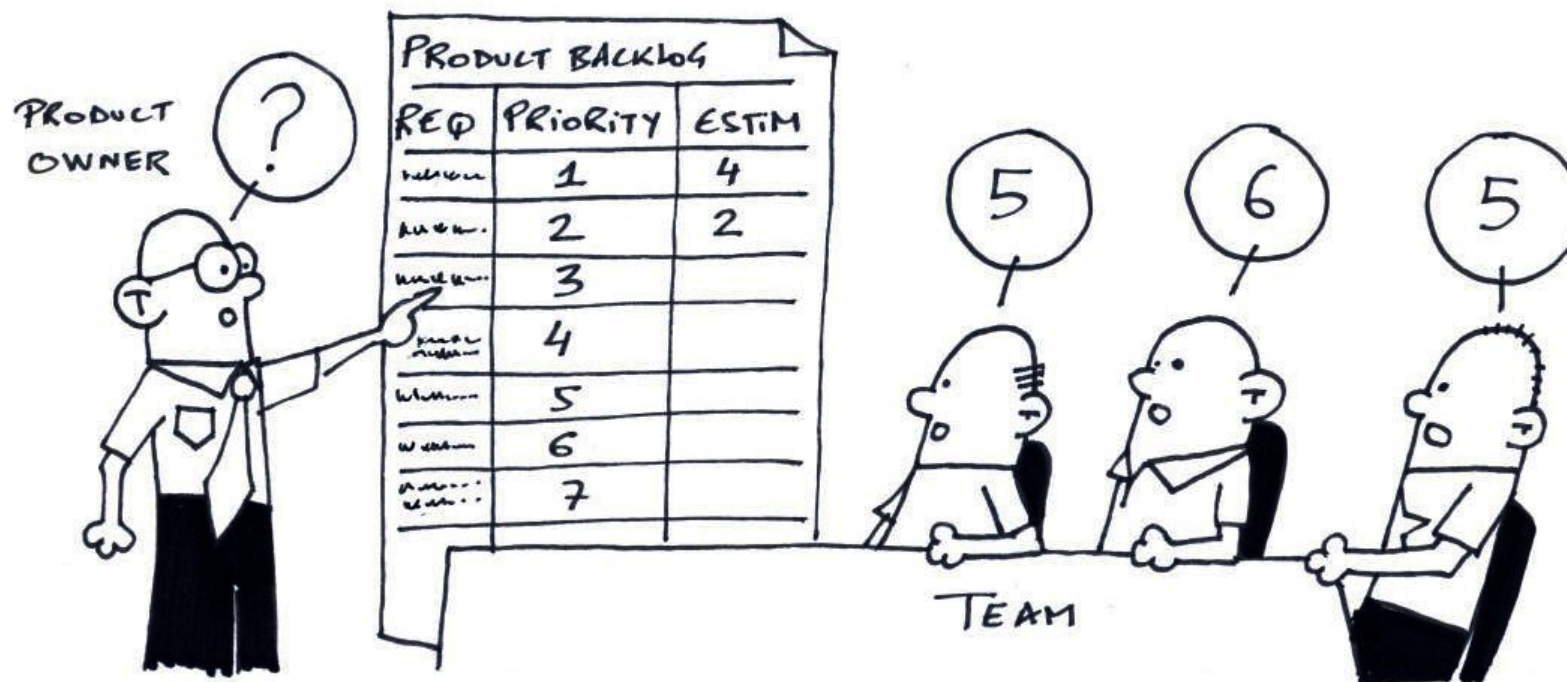 PRODUCT
OWNER
?
PRODUCT BACKLOG
REQ PRIORITY ESTIM
1 4
2 2
3
4
5
6
7
5 6 5
TEAM